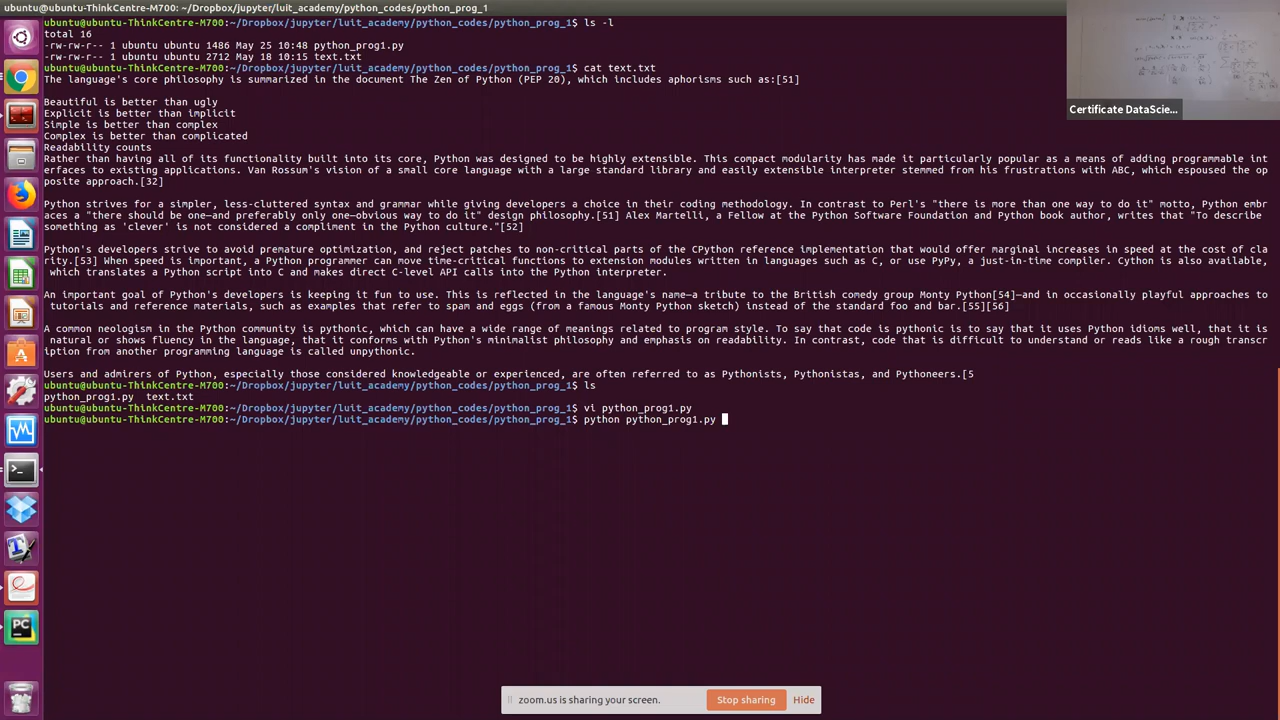 ubuntu@ubuntu-ThinkCentre-M700: ~/Dropbox/jupyter/luit_academy/python_codes/python_prog_1
ubuntu@ubuntu-ThinkCentre-M700:~/Dropbox/jupyter/luit_academy/python_codes/python_prog_1$ ls -l
total 16
-rw-rw-r-- 1 ubuntu ubuntu 1486 May 25 10:48 python_prog1.py
-rw-rw-r-- 1 ubuntu ubuntu 2712 May 18 10:15 text.txt
ubuntu@ubuntu-ThinkCentre-M700:~/Dropbox/jupyter/luit_academy/python_codes/python_prog_1$ cat text.txt
The language's core philosophy is summarized in the document The Zen of Python (PEP 20), which includes aphorisms such as:[51]
Certificate DataScie...
Beautiful is better than ugly
Explicit is better than implicit
Simple is better than complex
Complex is better than complicated
Readability counts
Rather than having all of its functionality built into its core, Python was designed to be highly extensible. This compact modularity has made it particularly popular as a means of adding programmable int
erfaces to existing applications. Van Rossum's vision of a small core language with a large standard library and easily extensible interpreter stemmed from his frustrations with ABC, which espoused the op
posite approach.[32]
Python strives for a simpler, less-cluttered syntax and grammar while giving developers a choice in their coding methodology. In contrast to Perl's "there is more than one way to do it" motto, Python embr
aces a "there should be one—and preferably only one—obvious way to do it" design philosophy.[51] Alex Martelli, a Fellow at the Python Software Foundation and Python book author, writes that "To describe
something as 'clever' is not considered a compliment in the Python culture."[52]
Python's developers strive to avoid premature optimization, and reject patches to non-critical parts of the CPython reference implementation that would offer marginal increases in speed at the cost of cla
rity.[53] When speed is important, a Python programmer can move time-critical functions to extension modules written in languages such as C, or use PyPy, a just-in-time compiler. Cython is also available,
which translates a Python script into C and makes direct C-level API calls into the Python interpreter.
An important goal of Python's developers is keeping it fun to use. This is reflected in the language's name—a tribute to the British comedy group Monty Python[54]—and in occasionally playful approaches to
tutorials and reference materials, such as examples that refer to spam and eggs (from a famous Monty Python sketch) instead of the standard foo and bar.[55][56]
A common neologism in the Python community is pythonic, which can have a wide range of meanings related to program style. To say that code is pythonic is to say that it uses Python idioms well, that it is
natural or shows fluency in the language, that it conforms with Python's minimalist philosophy and emphasis on readability. In contrast, code that is difficult to understand or reads like a rough transcr
iption from another programming language is called unpythonic.
Users and admirers of Python, especially those considered knowledgeable or experienced, are often referred to as Pythonists, Pythonistas, and Pythoneers.[5
ubuntu@ubuntu-ThinkCentre-M700:~/Dropbox/jupyter/luit_academy/python_codes/python_prog_1$ ls
python_prog1.py text.txt
ubuntu@ubuntu-ThinkCentre-M700:~/Dropbox/jupyter/luit_academy/python_codes/python_prog_1$ vi python_prog1.py
ubuntu@ubuntu-ThinkCentre-M700:~/Dropbox/jupyter/luit_academy/python_codes/python_prog_1$ python python_prog1.py
PC
zoom.us is sharing your screen. Stop sharing Hide